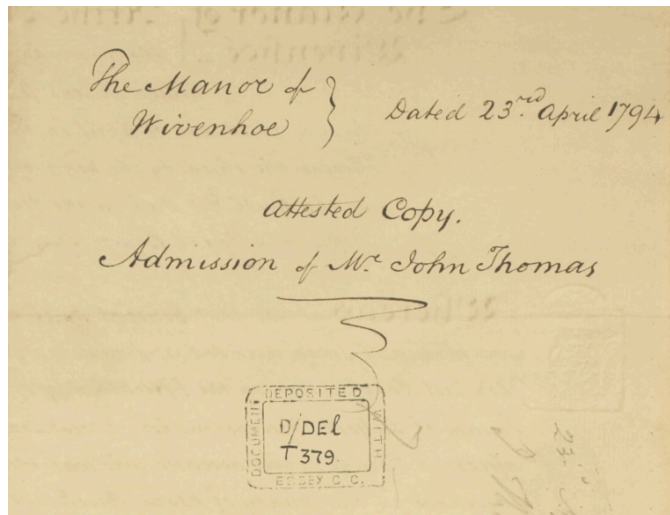 The Manor of
Wivenhoe
Dated 23rd. April 1794
Attested Copy.
Admission of Mr John Thomas
DOCUMENT DEPOSITED WITH
D/DEl
T379.
ESSEX C.C.